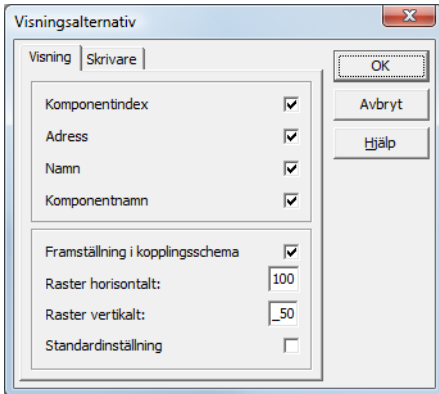 Visningsalternativ
Visning Skrivare
OK
Avbryt
Hjälp
Komponentindex
Adress
Namn
Komponentnamn
Framställning i kopplingsschema
Raster horisontalt: 100
Raster vertikalt: _50
Standardinställning